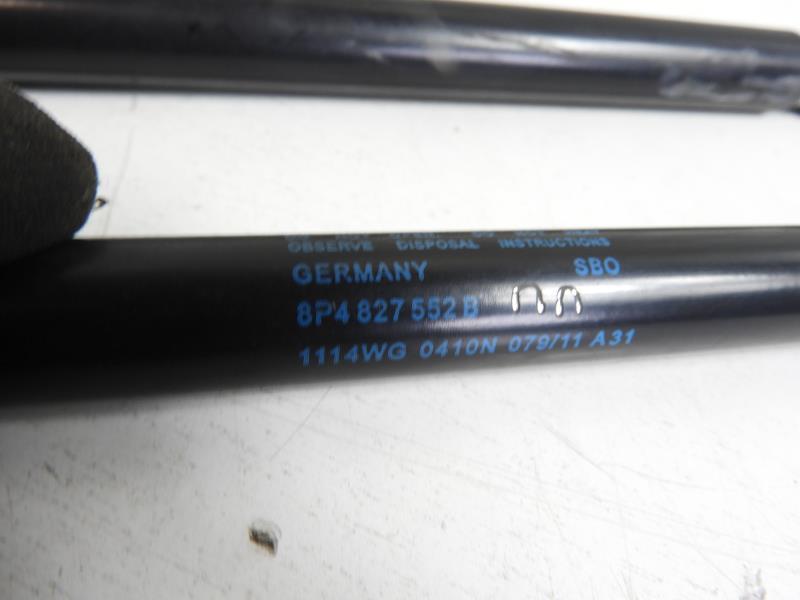 OBSERVE DISPOSAL INSTRUCTIONS
GERMANY SBO
8P4 827 552 B
1114WG 0410N 079/11 A31